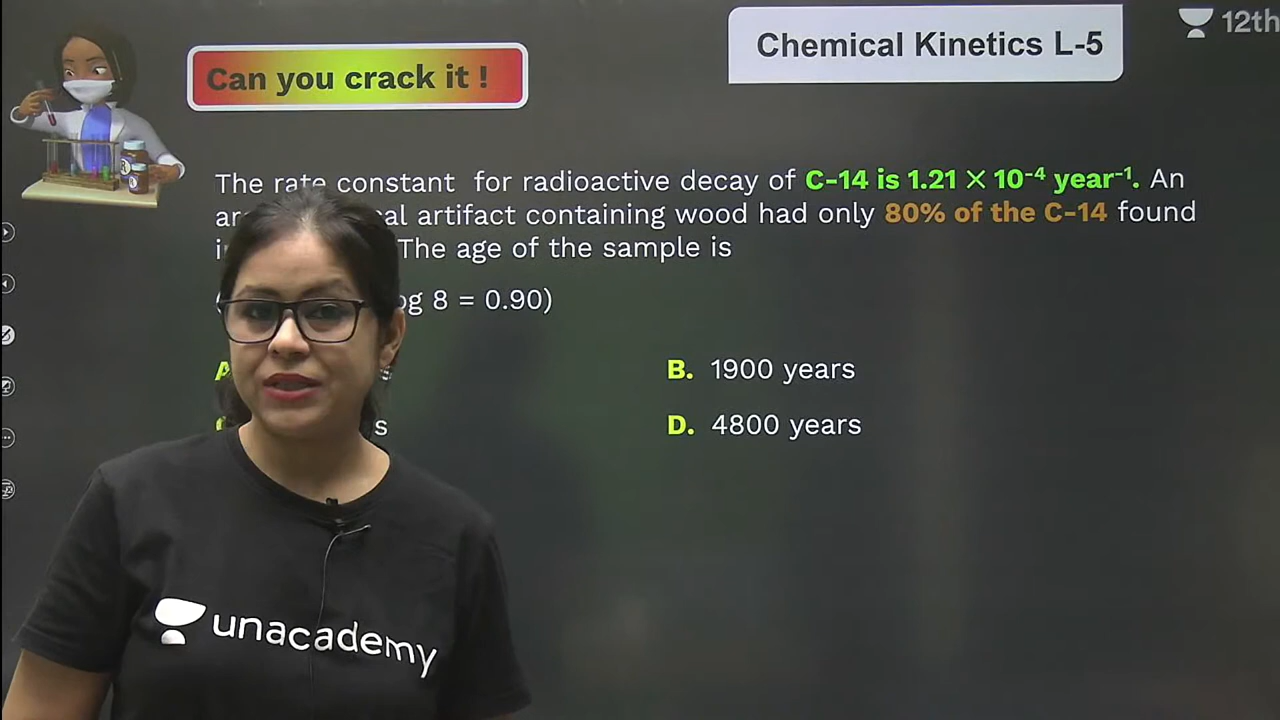 Chemical Kinetics L-5
12th
Can you crack it !
The rate constant for radioactive decay of C-14 is 1.21 × 10⁻⁴ year⁻¹. An
artifact containing wood had only 80% of the C-14 found
The age of the sample is
8 = 0.90)
B. 1900 years
D. 4800 years
unacademy